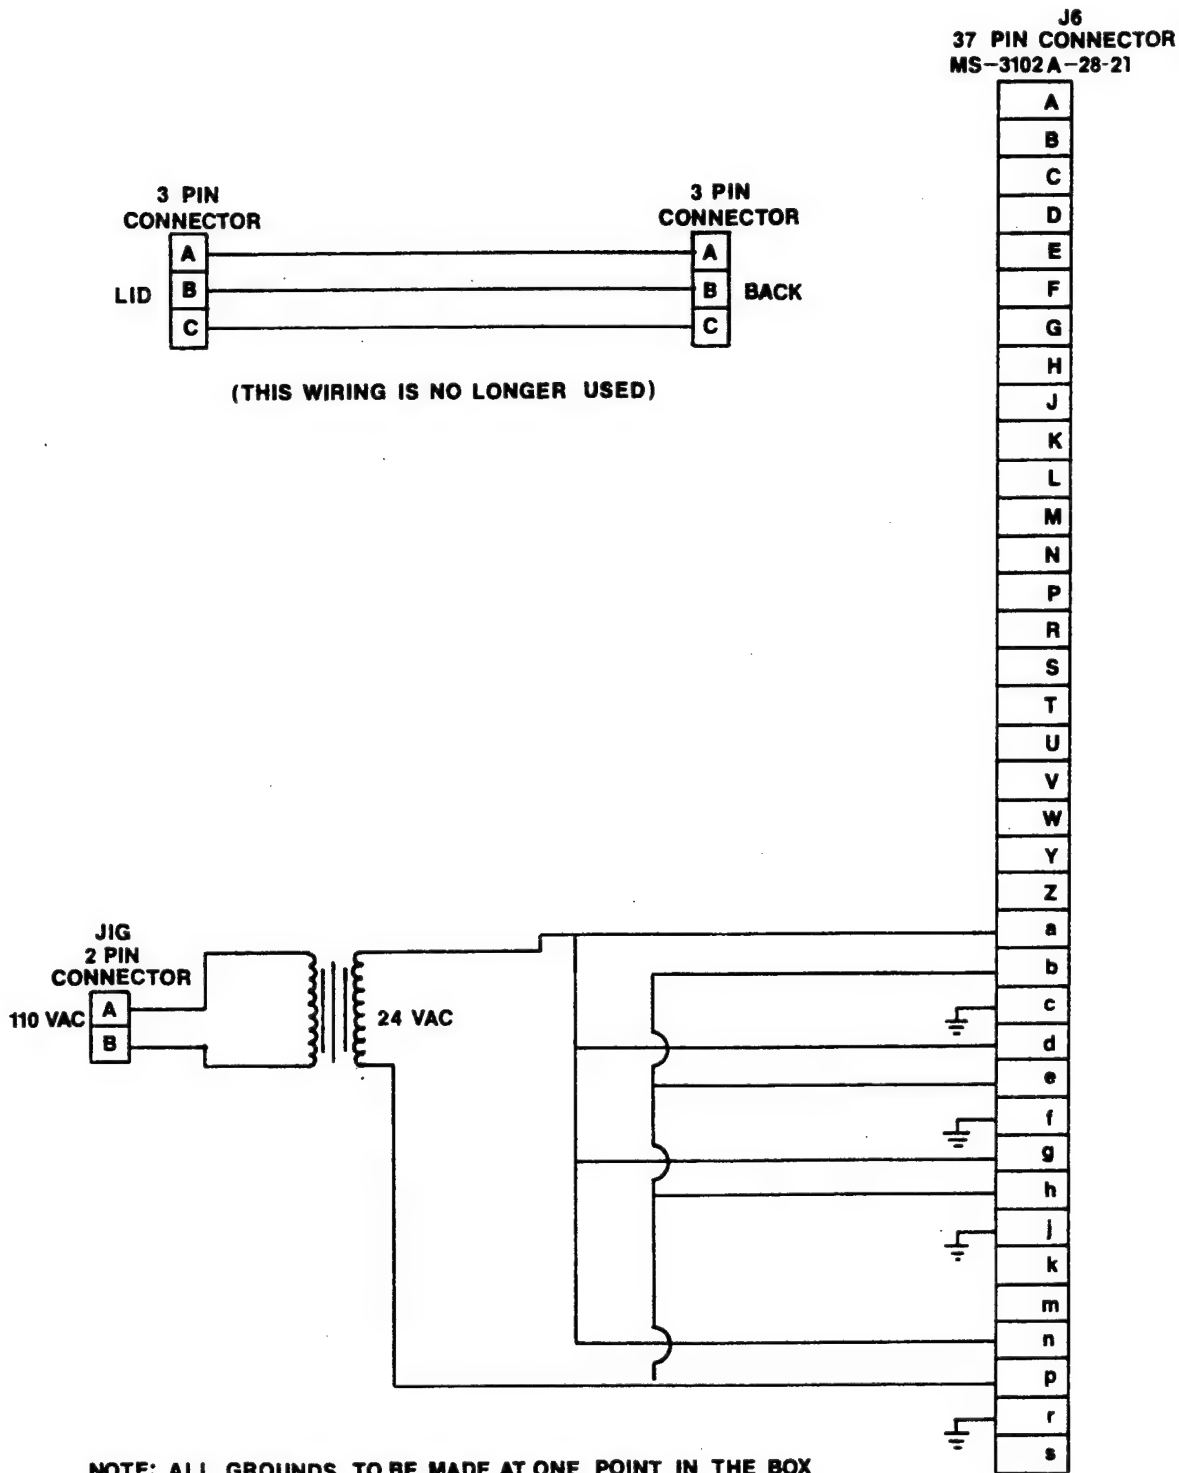 J6
37 PIN CONNECTOR
MS-3102A-28-21
A
B
C
D
E
F
G
H
J
K
L
M
N
P
R
S
T
U
V
W
Y
Z
a
b
c
d
e
f
g
h
j
k
m
n
p
r
s
3 PIN
CONNECTOR
LID
A
B
C
3 PIN
CONNECTOR
A
B
C
BACK
(THIS WIRING IS NO LONGER USED)
JIG
2 PIN
CONNECTOR
110 VAC
A
B
24 VAC
NOTE: ALL GROUNDS TO BE MADE AT ONE POINT IN THE BOX